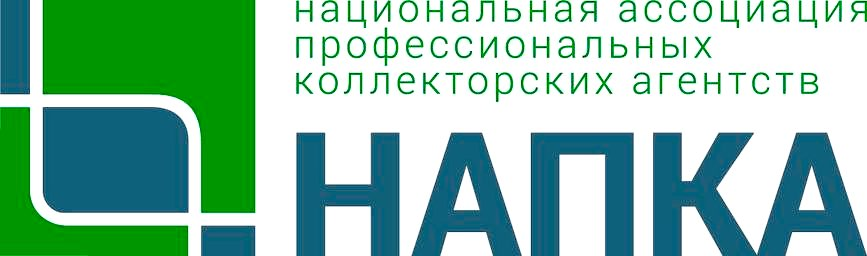 национальная ассоциация
профессиональных
коллекторских агентств
НАПКА